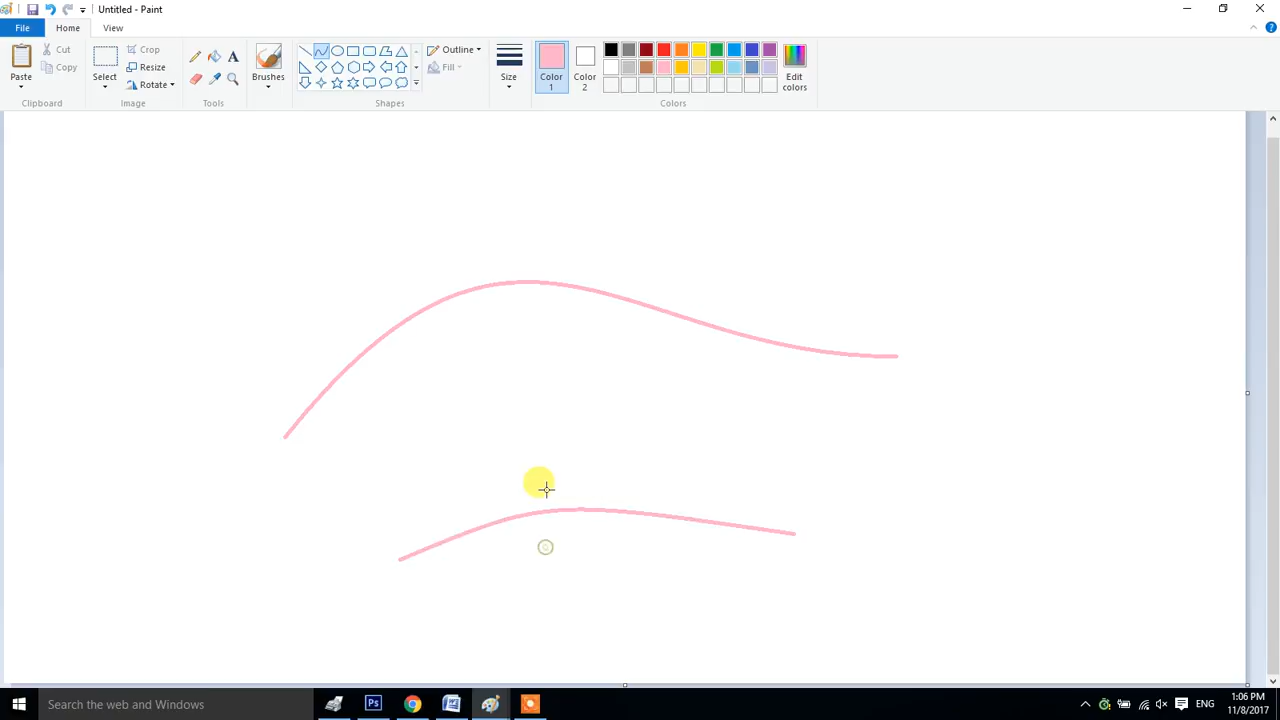 Untitled - Paint
File Home View
Paste
Cut
Copy
Clipboard
Select
Crop
Resize
Rotate
Image
Tools
A
Brushes
Shapes
Outline
Fill
Size
Color 1
Color 2
Edit colors
Colors
Search the web and Windows
Ps
ENG
1:06 PM
11/8/2017